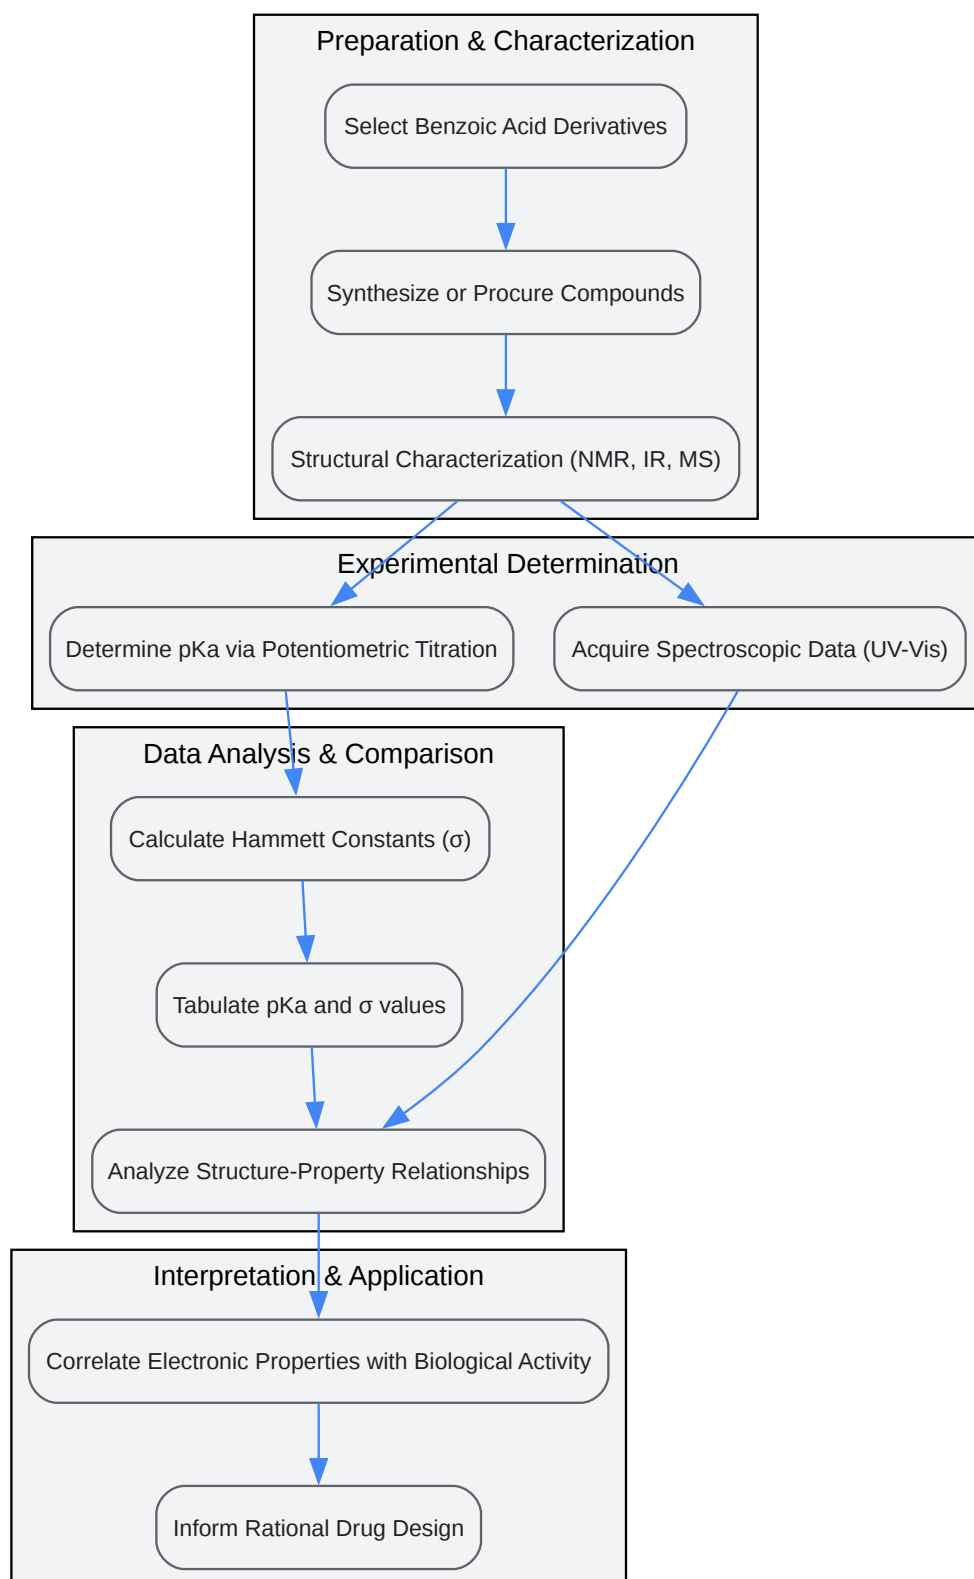 Preparation & Characterization
Select Benzoic Acid Derivatives
Synthesize or Procure Compounds
Structural Characterization (NMR, IR, MS)
Experimental Determination
Determine pKa via Potentiometric Titration
Acquire Spectroscopic Data (UV-Vis)
Data Analysis & Comparison
Calculate Hammett Constants (σ)
Tabulate pKa and σ values
Analyze Structure-Property Relationships
Interpretation & Application
Correlate Electronic Properties with Biological Activity
Inform Rational Drug Design